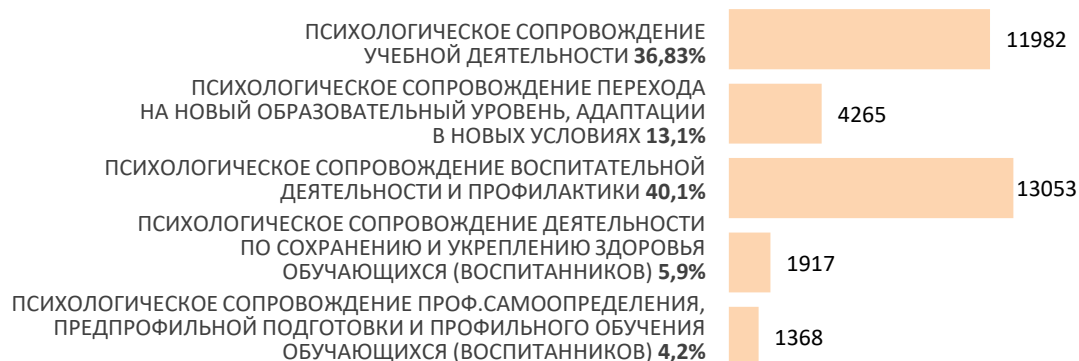 ПСИХОЛОГИЧЕСКОЕ СОПРОВОЖДЕНИЕ
УЧЕБНОЙ ДЕЯТЕЛЬНОСТИ 36,83%
11982
ПСИХОЛОГИЧЕСКОЕ СОПРОВОЖДЕНИЕ ПЕРЕХОДА
НА НОВЫЙ ОБРАЗОВАТЕЛЬНЫЙ УРОВЕНЬ, АДАПТАЦИИ
В НОВЫХ УСЛОВИЯХ 13,1%
4265
ПСИХОЛОГИЧЕСКОЕ СОПРОВОЖДЕНИЕ ВОСПИТАТЕЛЬНОЙ
ДЕЯТЕЛЬНОСТИ И ПРОФИЛАКТИКИ 40,1%
13053
ПСИХОЛОГИЧЕСКОЕ СОПРОВОЖДЕНИЕ ДЕЯТЕЛЬНОСТИ
ПО СОХРАНЕНИЮ И УКРЕПЛЕНИЮ ЗДОРОВЬЯ
ОБУЧАЮЩИХСЯ (ВОСПИТАННИКОВ) 5,9%
1917
ПСИХОЛОГИЧЕСКОЕ СОПРОВОЖДЕНИЕ ПРОФ.САМООПРЕДЕЛЕНИЯ,
ПРЕДПРОФИЛЬНОЙ ПОДГОТОВКИ И ПРОФИЛЬНОГО ОБУЧЕНИЯ
ОБУЧАЮЩИХСЯ (ВОСПИТАННИКОВ) 4,2%
1368